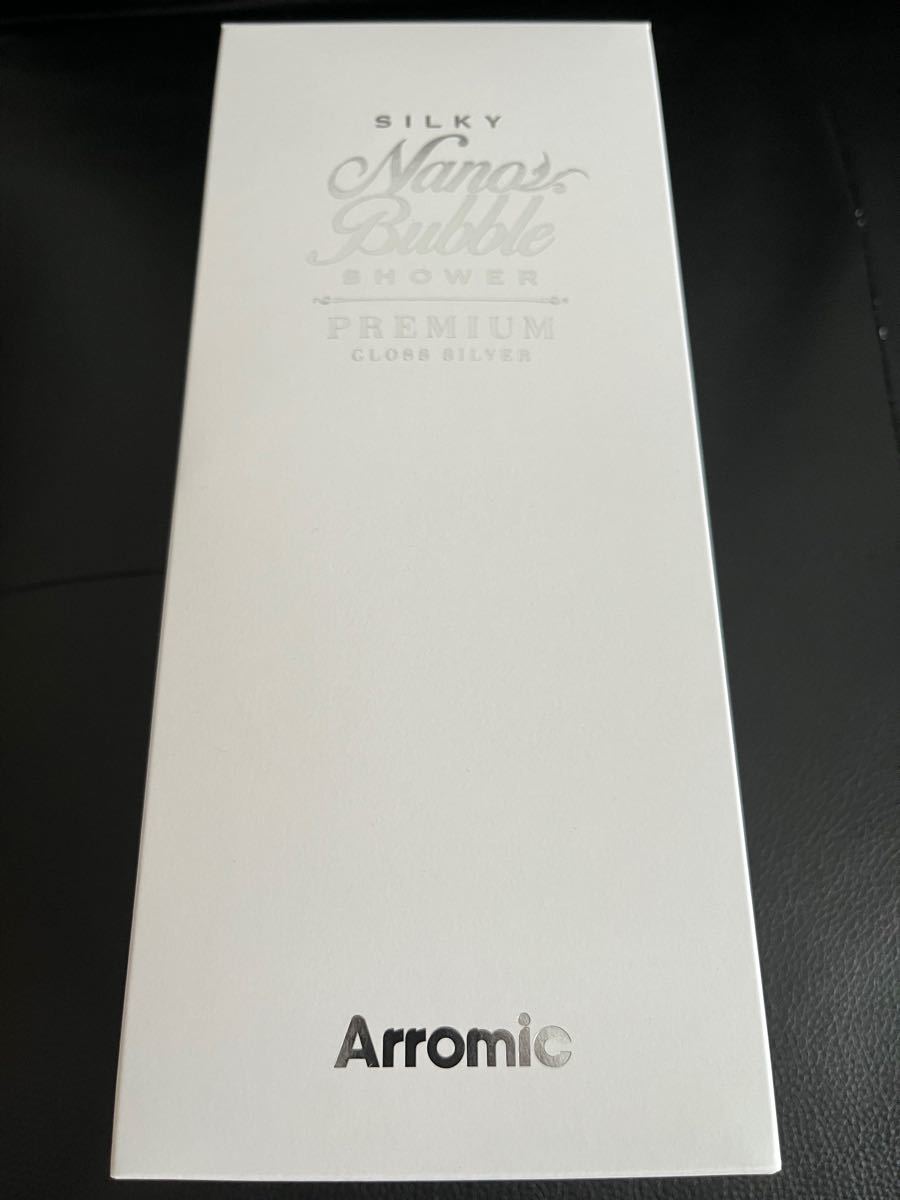 SILKY
Nano
Bubble
SHOWER
PREMIUM
GLOSS SILVER
Arromic